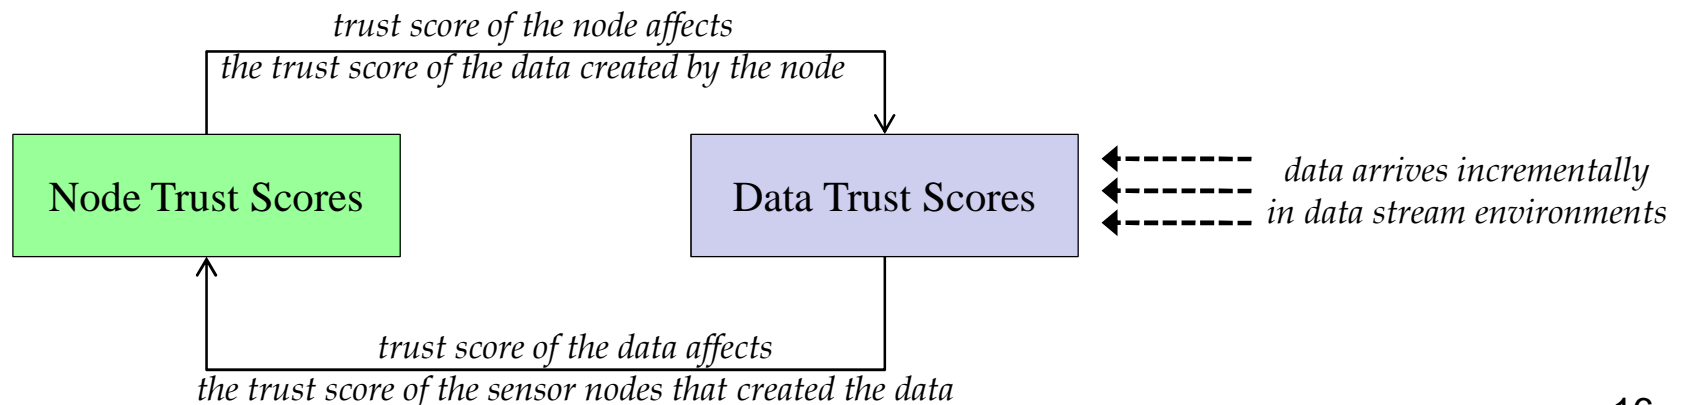 trust score of the node affects
the trust score of the data created by the node
Node Trust Scores
Data Trust Scores
data arrives incrementally
in data stream environments
trust score of the data affects
the trust score of the sensor nodes that created the data